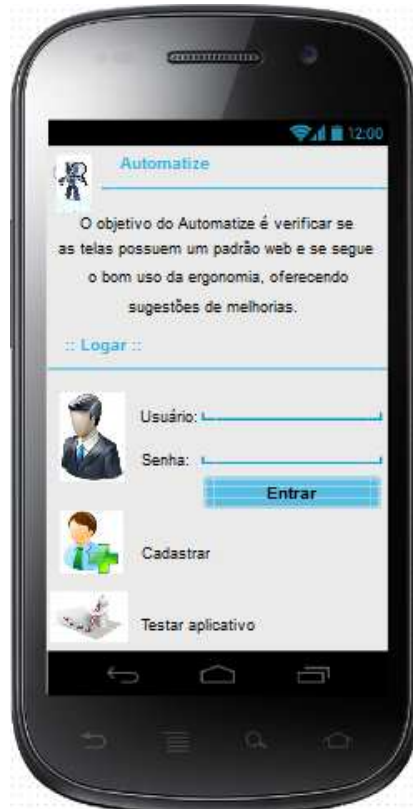 12:00
Automatize
O objetivo do Automatize é verificar se
as telas possuem um padrão web e se segue
o bom uso da ergonomia, oferecendo
sugestões de melhorias.
:: Logar ::
Usuário:
Senha:
Entrar
Cadastrar
Testar aplicativo